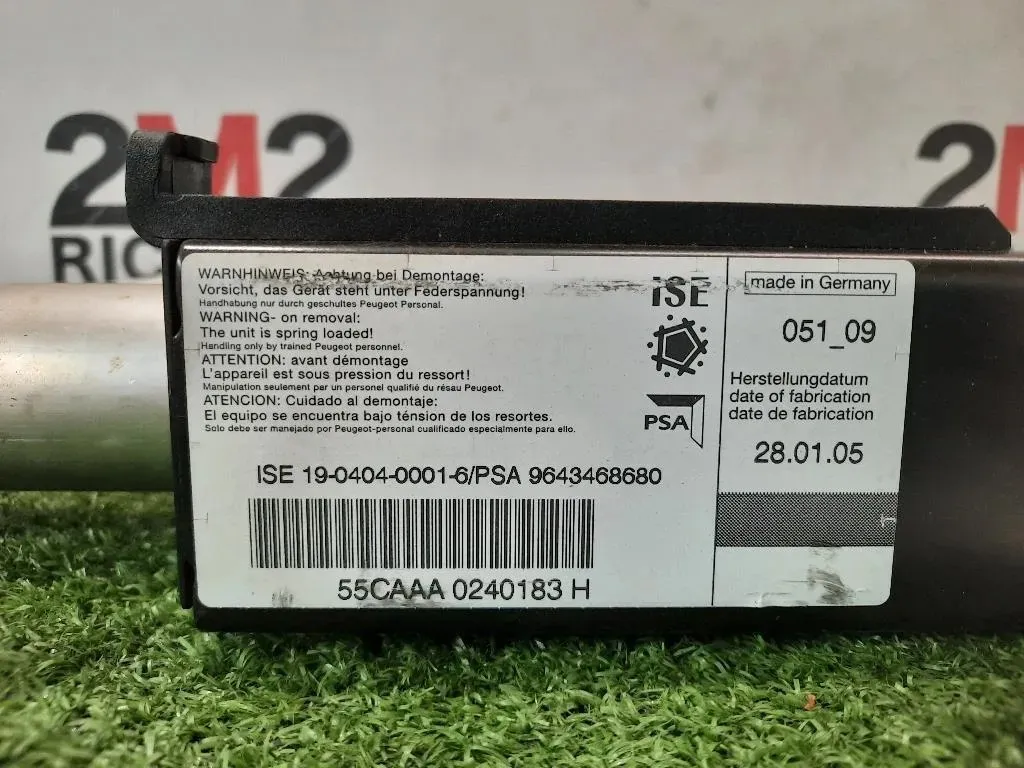 2M2
2M
RIC
WARNHINWEIS: Achtung bei Demontage:
Vorsicht, das Gerät steht unter Federspannung!
Handhabung nur durch geschultes Peugeot Personal.
WARNING- on removal:
The unit is spring loaded!
Handling only by trained Peugeot personnel.
ATTENTION: avant démontage
L'appareil est sous pression du ressort!
Manipulation seulement par un personel qualifié du résau Peugeot.
ATENCION: Cuidado al demontaje:
El equipo se encuentra bajo ténsion de los resortes.
Solo debe ser manejado por Peugeot-personal cualificado especialmente para ello.
iSE
PSA
ISE 19-0404-0001-6/PSA 9643468680
55CAAA 0240183 H
made in Germany
051_09
Herstellungdatum
date of fabrication
date de fabrication
28.01.05